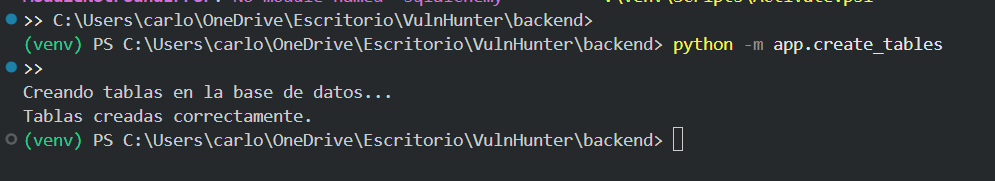 >> C:\Users\carlo\OneDrive\Escritorio\VulnHunter\backend>
(venv) PS C:\Users\carlo\OneDrive\Escritorio\VulnHunter\backend> python -m app.create_tables
>>
Creando tablas en la base de datos...
Tablas creadas correctamente.
(venv) PS C:\Users\carlo\OneDrive\Escritorio\VulnHunter\backend>